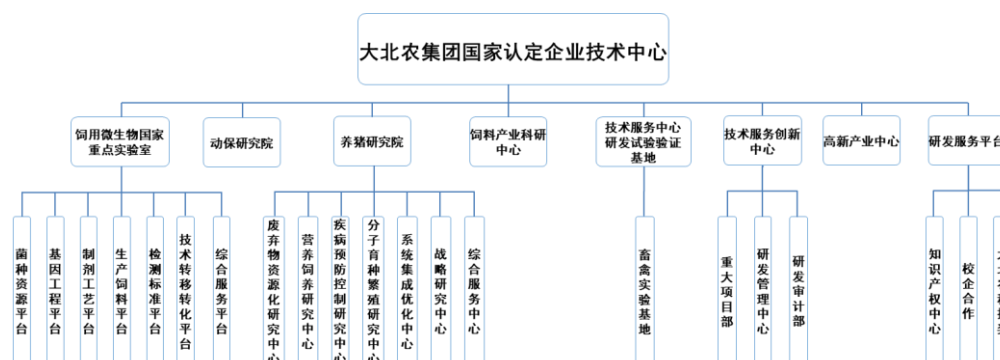 大北农集团国家认定企业技术中心
饲用微生物国家
重点实验室
动保研究院
养猪研究院
饲料产业科研
中心
技术服务中心
研发试验验证
基地
技术服务创新
中心
高新产业中心
研发服务平台
菌种资源平台
基因工程平台
制剂工艺平台
生产饲料平台
检测标准平台
技术转移转化平台
综合服务平台
废弃物资源化研究中心
营养饲养研究中心
疾病预防控制研究中心
分子育种繁殖研究中心
系统集成优化中心
战略研究中心
综合服务中心
畜禽实验基地
重大项目部
研发管理中心
研发审计部
知识产权中心
校企合作